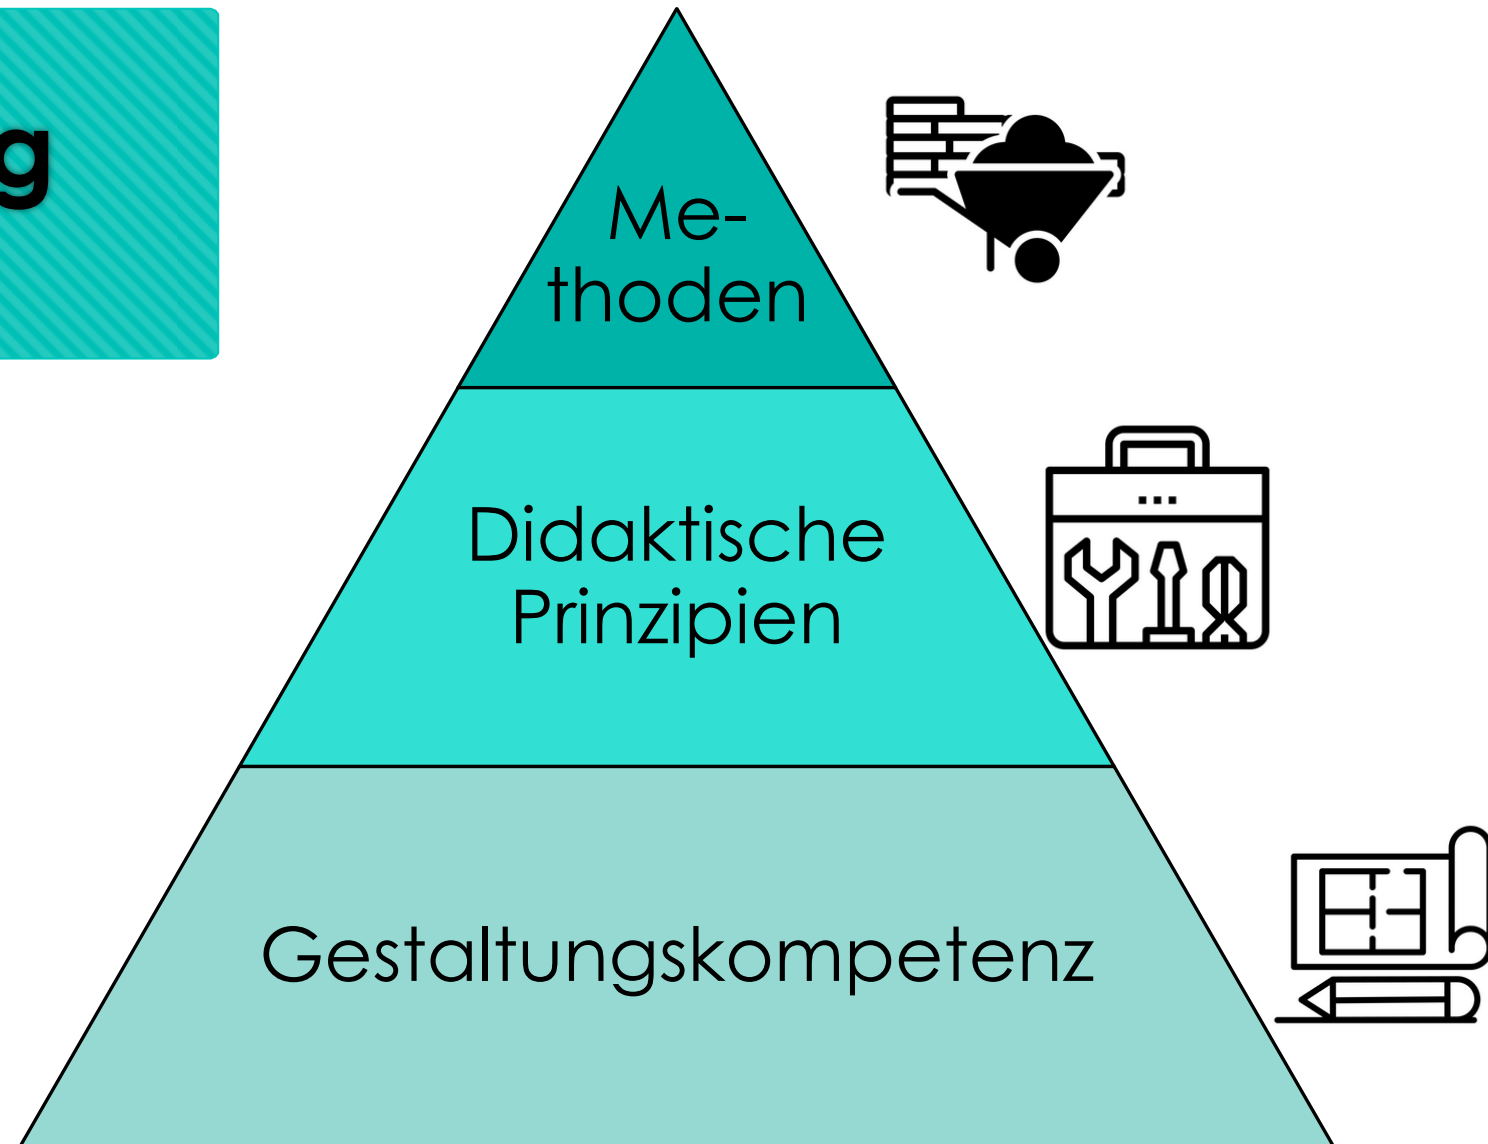 Me-
thoden
Didaktische
Prinzipien
Gestaltungskompetenz